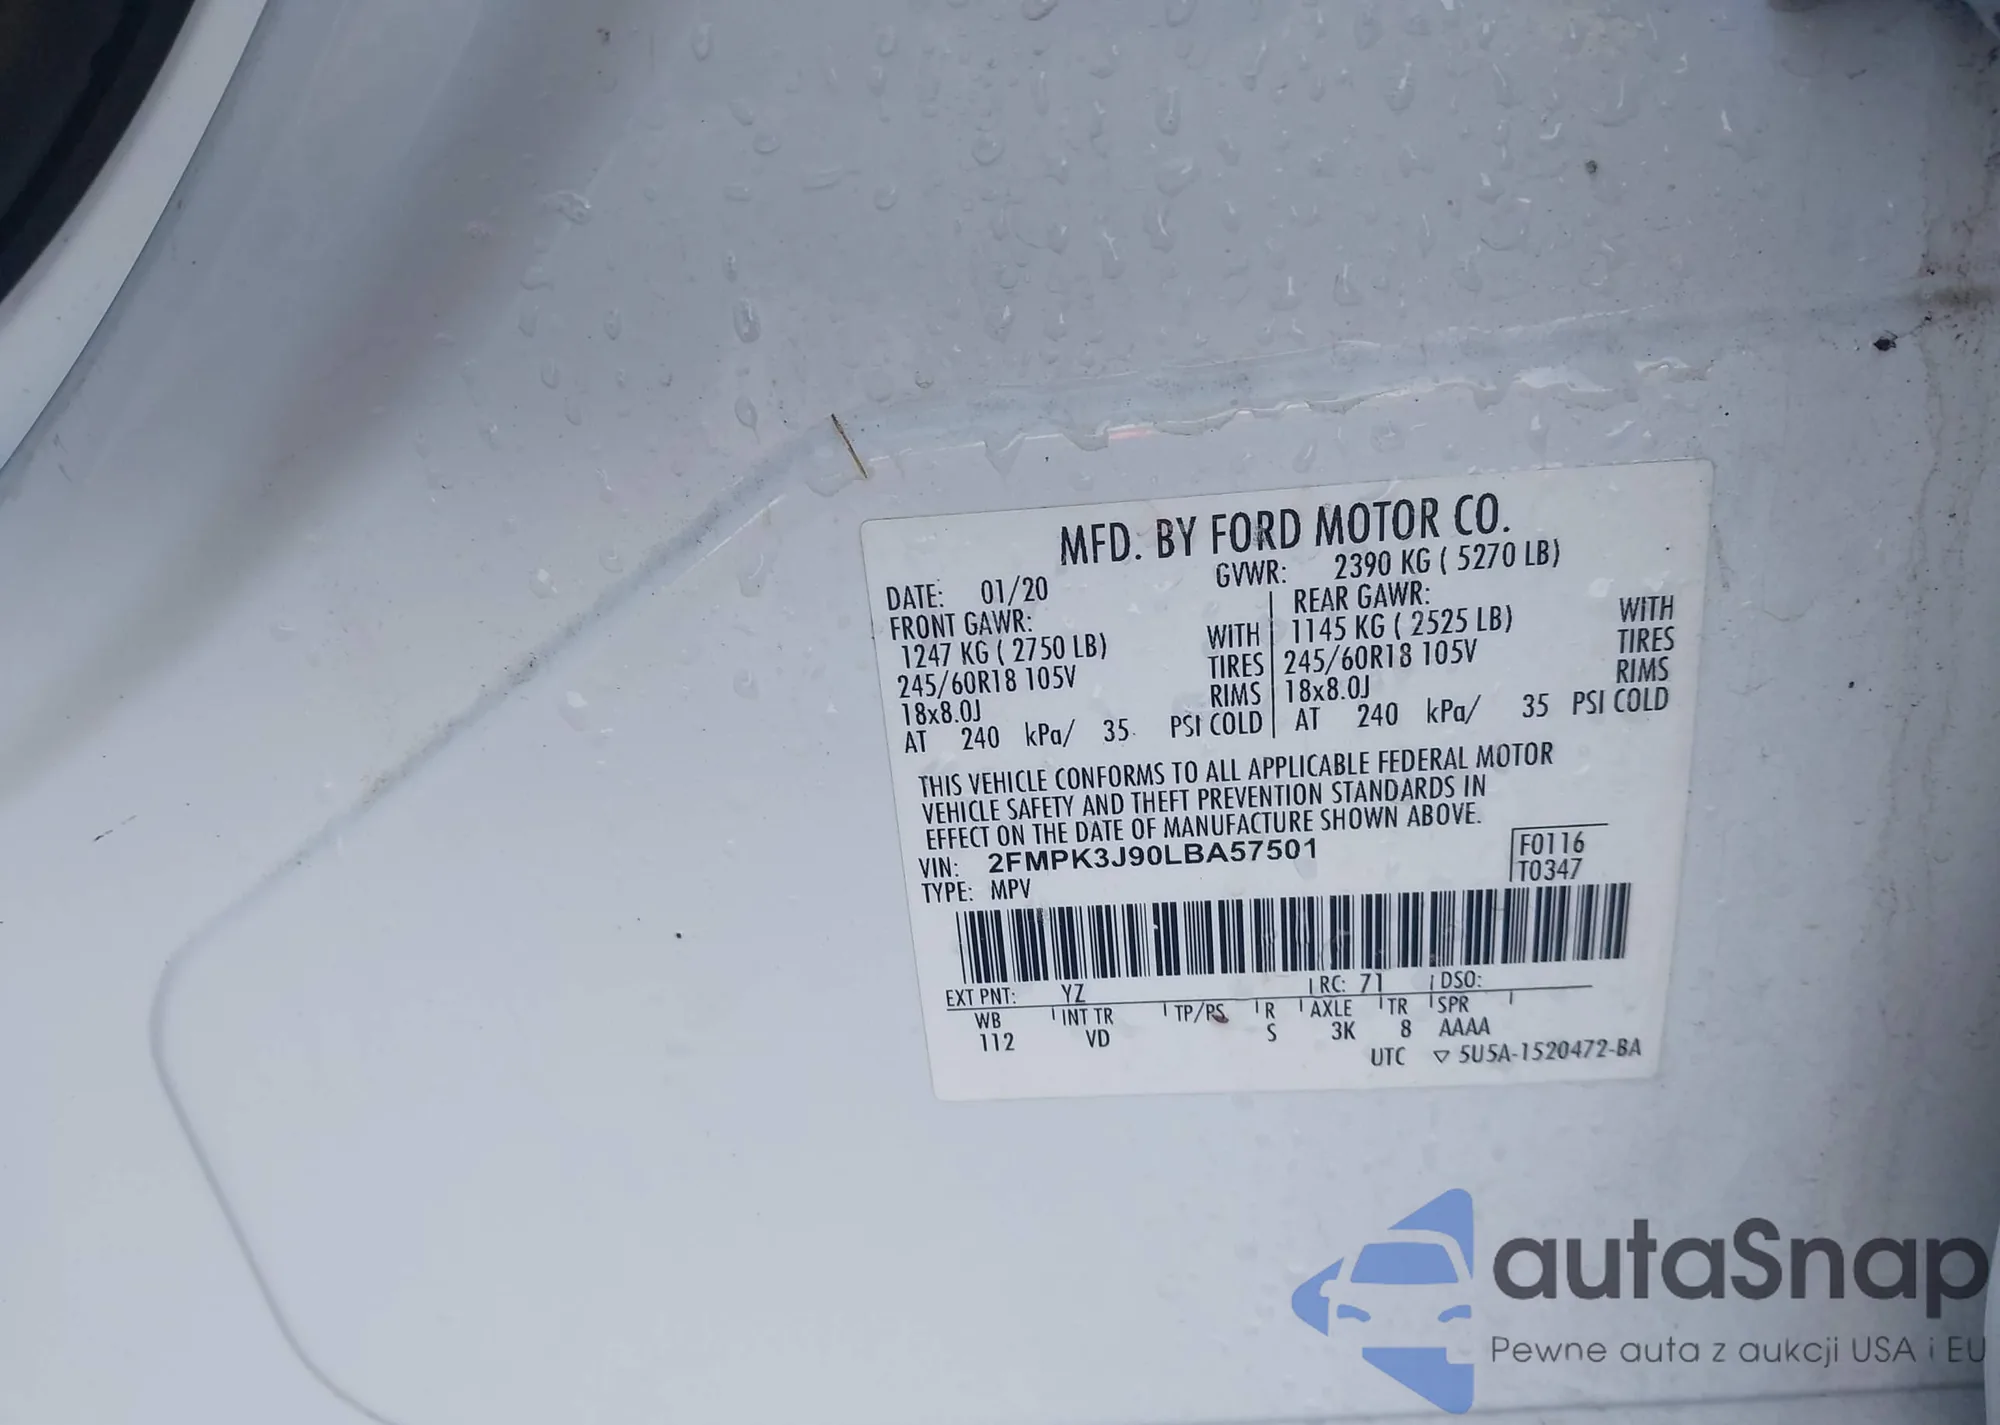 MFD. BY FORD MOTOR CO.
DATE: 01/20 GVWR: 2390 KG ( 5270 LB)
FRONT GAWR: REAR GAWR:
1247 KG ( 2750 LB) WITH 1145 KG ( 2525 LB) WITH
245/60R18 105V TIRES 245/60R18 105V TIRES
18x8.0J RIMS 18x8.0J RIMS
AT 240 kPa/ 35 PSI COLD AT 240 kPa/ 35 PSI COLD
THIS VEHICLE CONFORMS TO ALL APPLICABLE FEDERAL MOTOR
VEHICLE SAFETY AND THEFT PREVENTION STANDARDS IN
EFFECT ON THE DATE OF MANUFACTURE SHOWN ABOVE.
VIN: 2FMPK3J90LBA57501 F0116
TYPE: MPV T0347
EXT PNT: YZ RC: 71 DSO:
WB INT TR TP/PS R AXLE TR SPR
112 VD S 3K 8 AAAA
UTC ▽ 5U5A-1520472-BA
autaSnap
Pewne auta z aukcji USA i EU